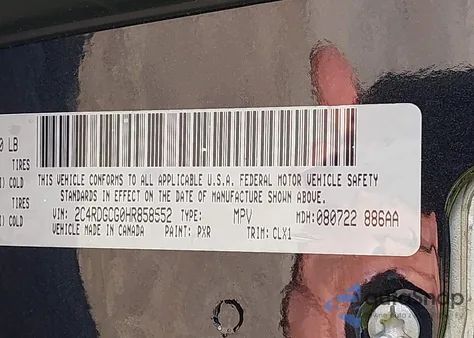 0 LB
TIRES
I) COLD
TIRES
I) COLD
THIS VEHICLE CONFORMS TO ALL APPLICABLE U.S.A. FEDERAL MOTOR VEHICLE SAFETY
STANDARDS IN EFFECT ON THE DATE OF MANUFACTURE SHOWN ABOVE.
VIN: 2C4RDGCG0HR858552 TYPE: MPV MDH: 080722 886AA
VEHICLE MADE IN CANADA PAINT: PXR TRIM: CLX1